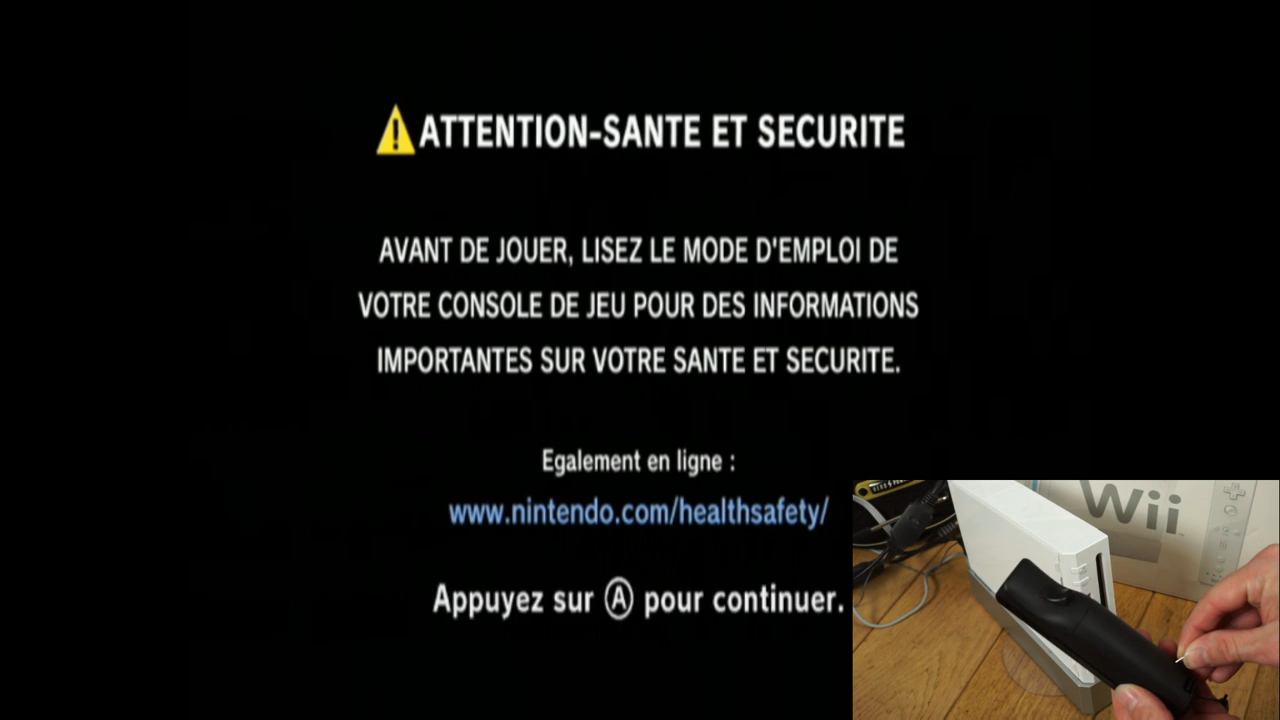 ATTENTION-SANTE ET SECURITE
AVANT DE JOUER, LISEZ LE MODE D'EMPLOI DE
VOTRE CONSOLE DE JEU POUR DES INFORMATIONS
IMPORTANTES SUR VOTRE SANTE ET SECURITE.
Egalement en ligne :
www.nintendo.com/healthsafety/
Appuyez sur Ⓐ pour continuer.
Wii